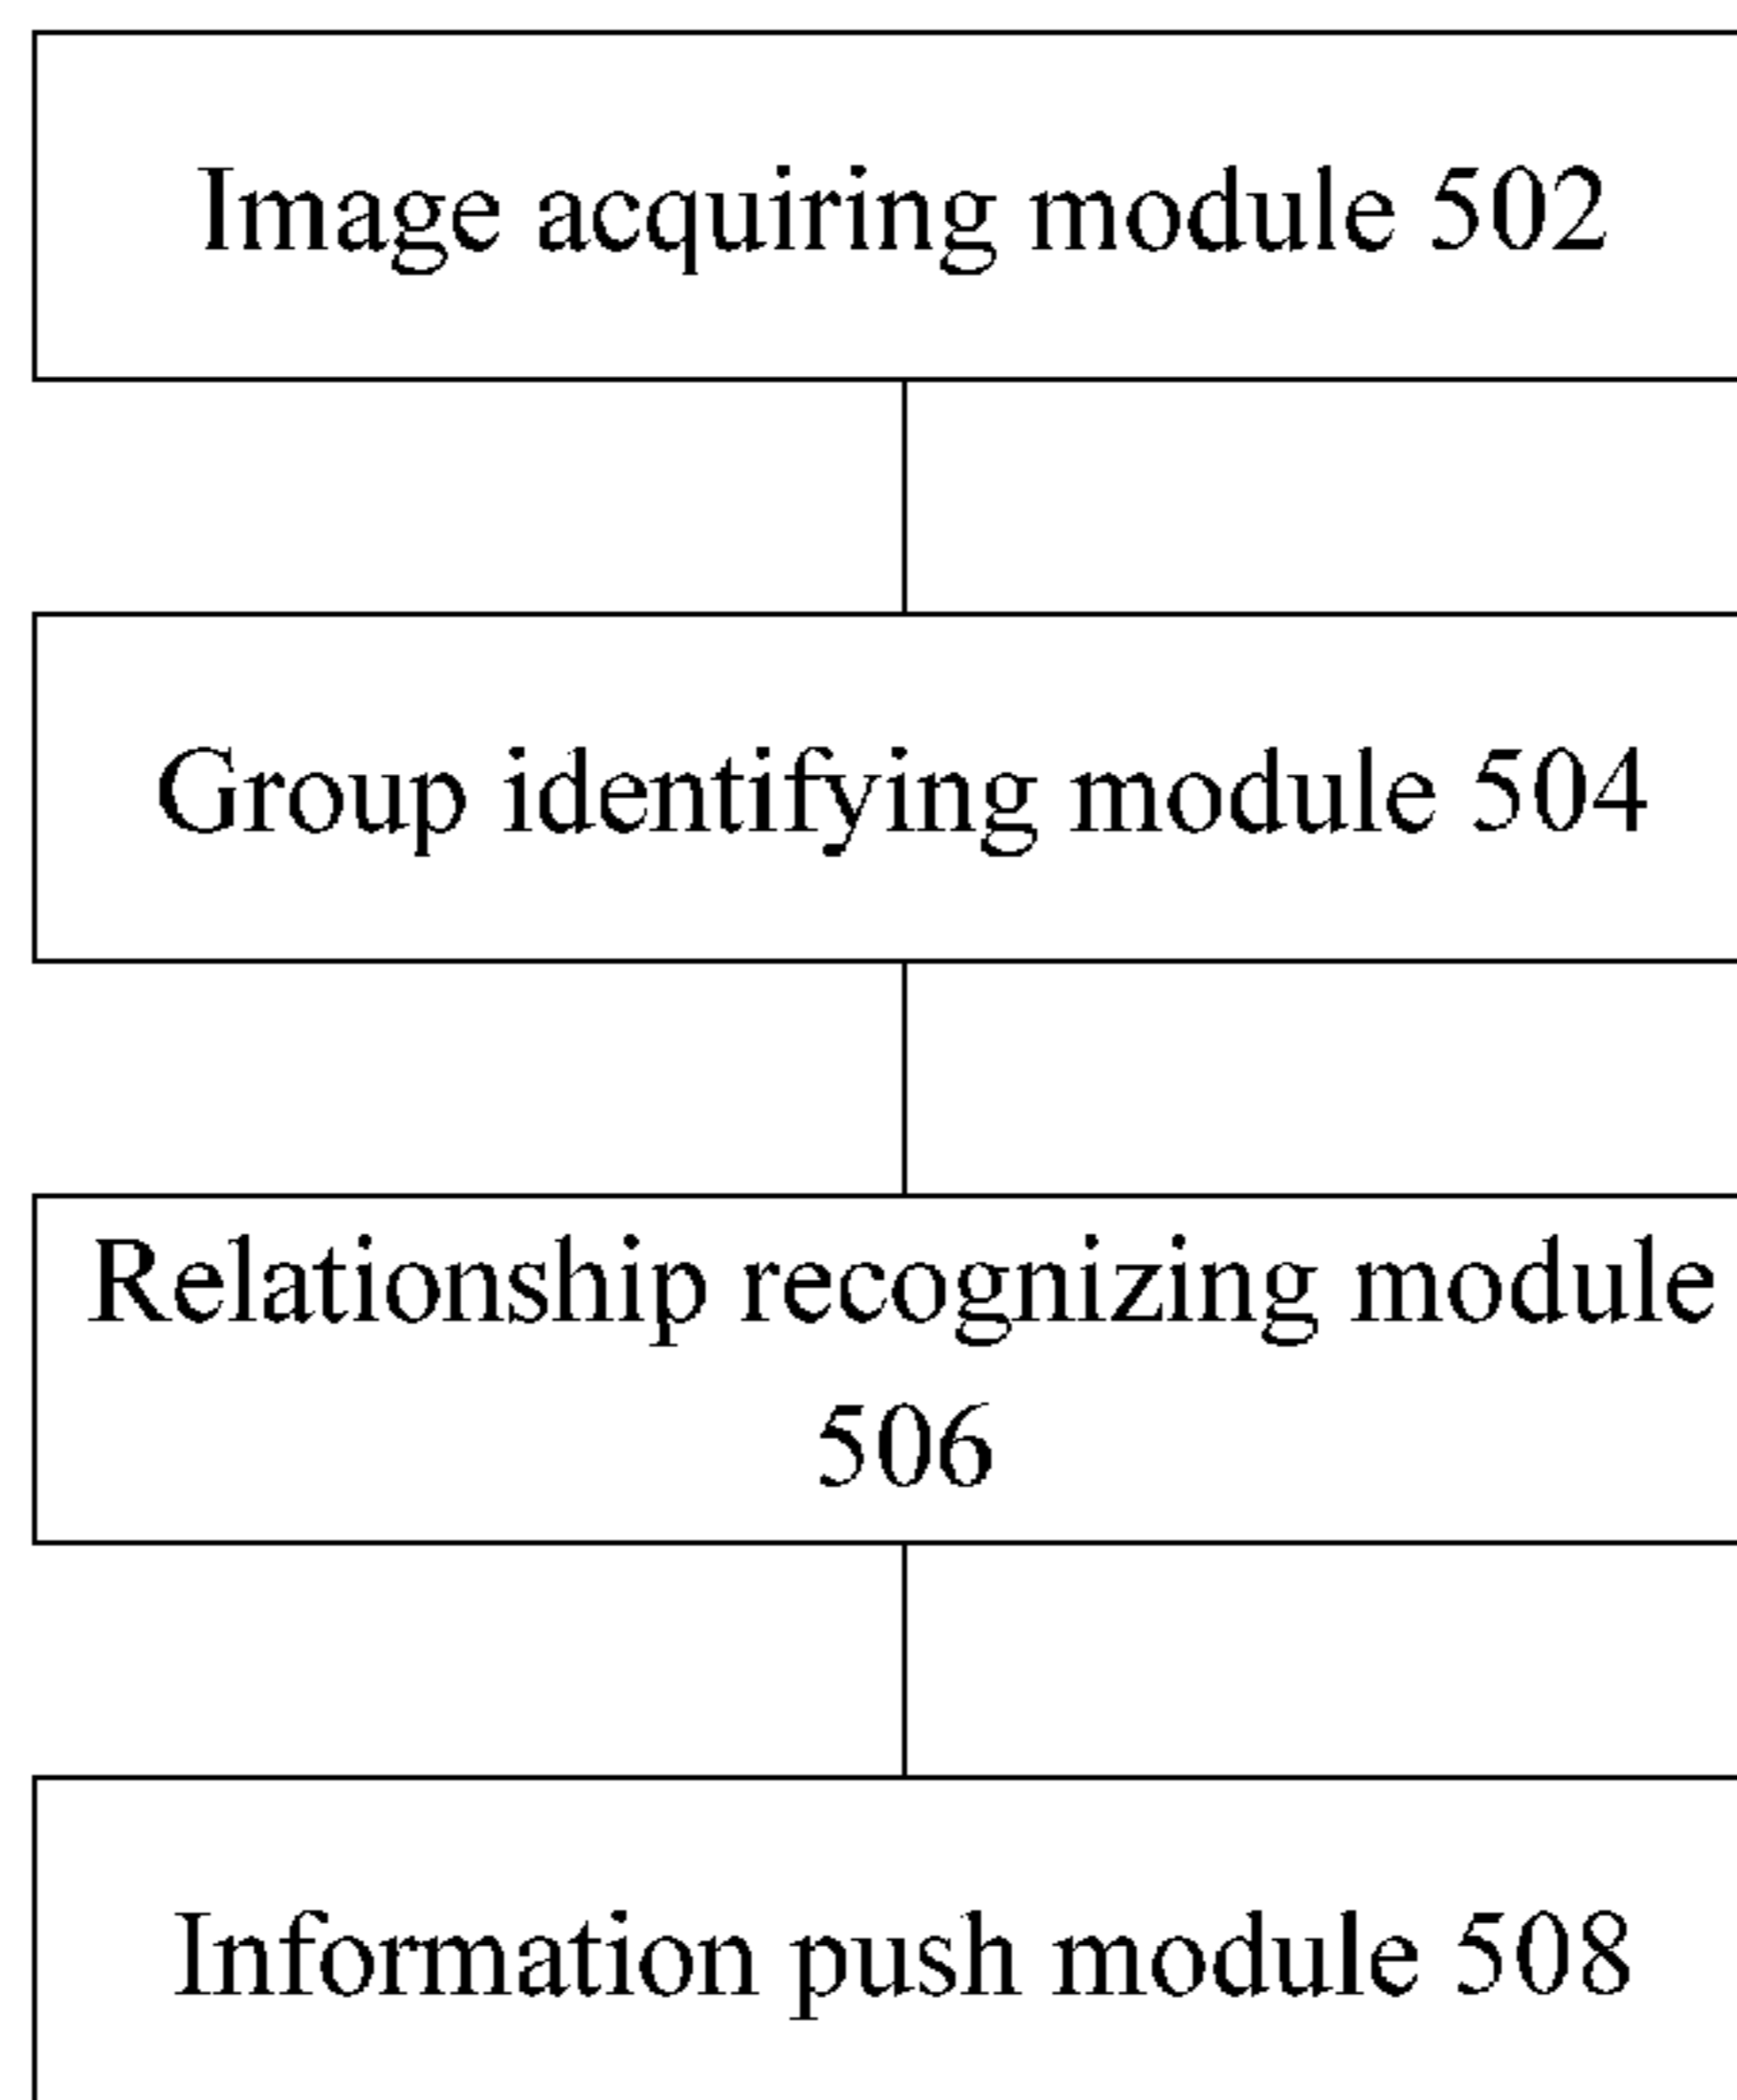 Image acquiring module 502
Group identifying module 504
Relationship recognizing module
506
Information push module 508